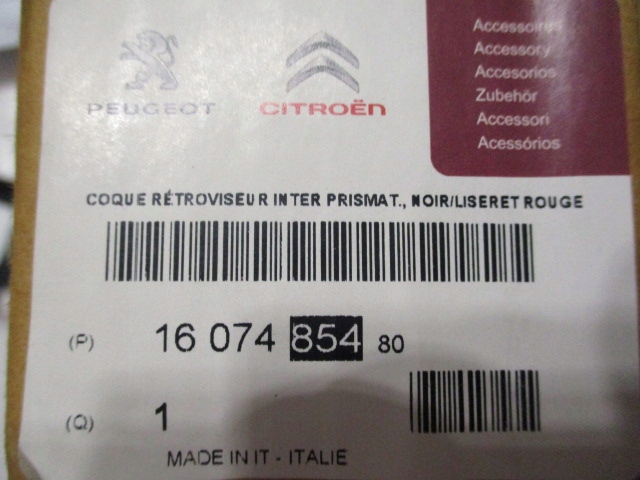 PEUGEOT
CITROËN
Accessoires
Accessory
Accesorios
Zubehör
Accessori
Acessórios
COQUE RÉTROVISEUR INTER PRISMAT., NOIR/LISERET ROUGE
(P) 16 074 854 80
(Q) 1
MADE IN IT - ITALIE